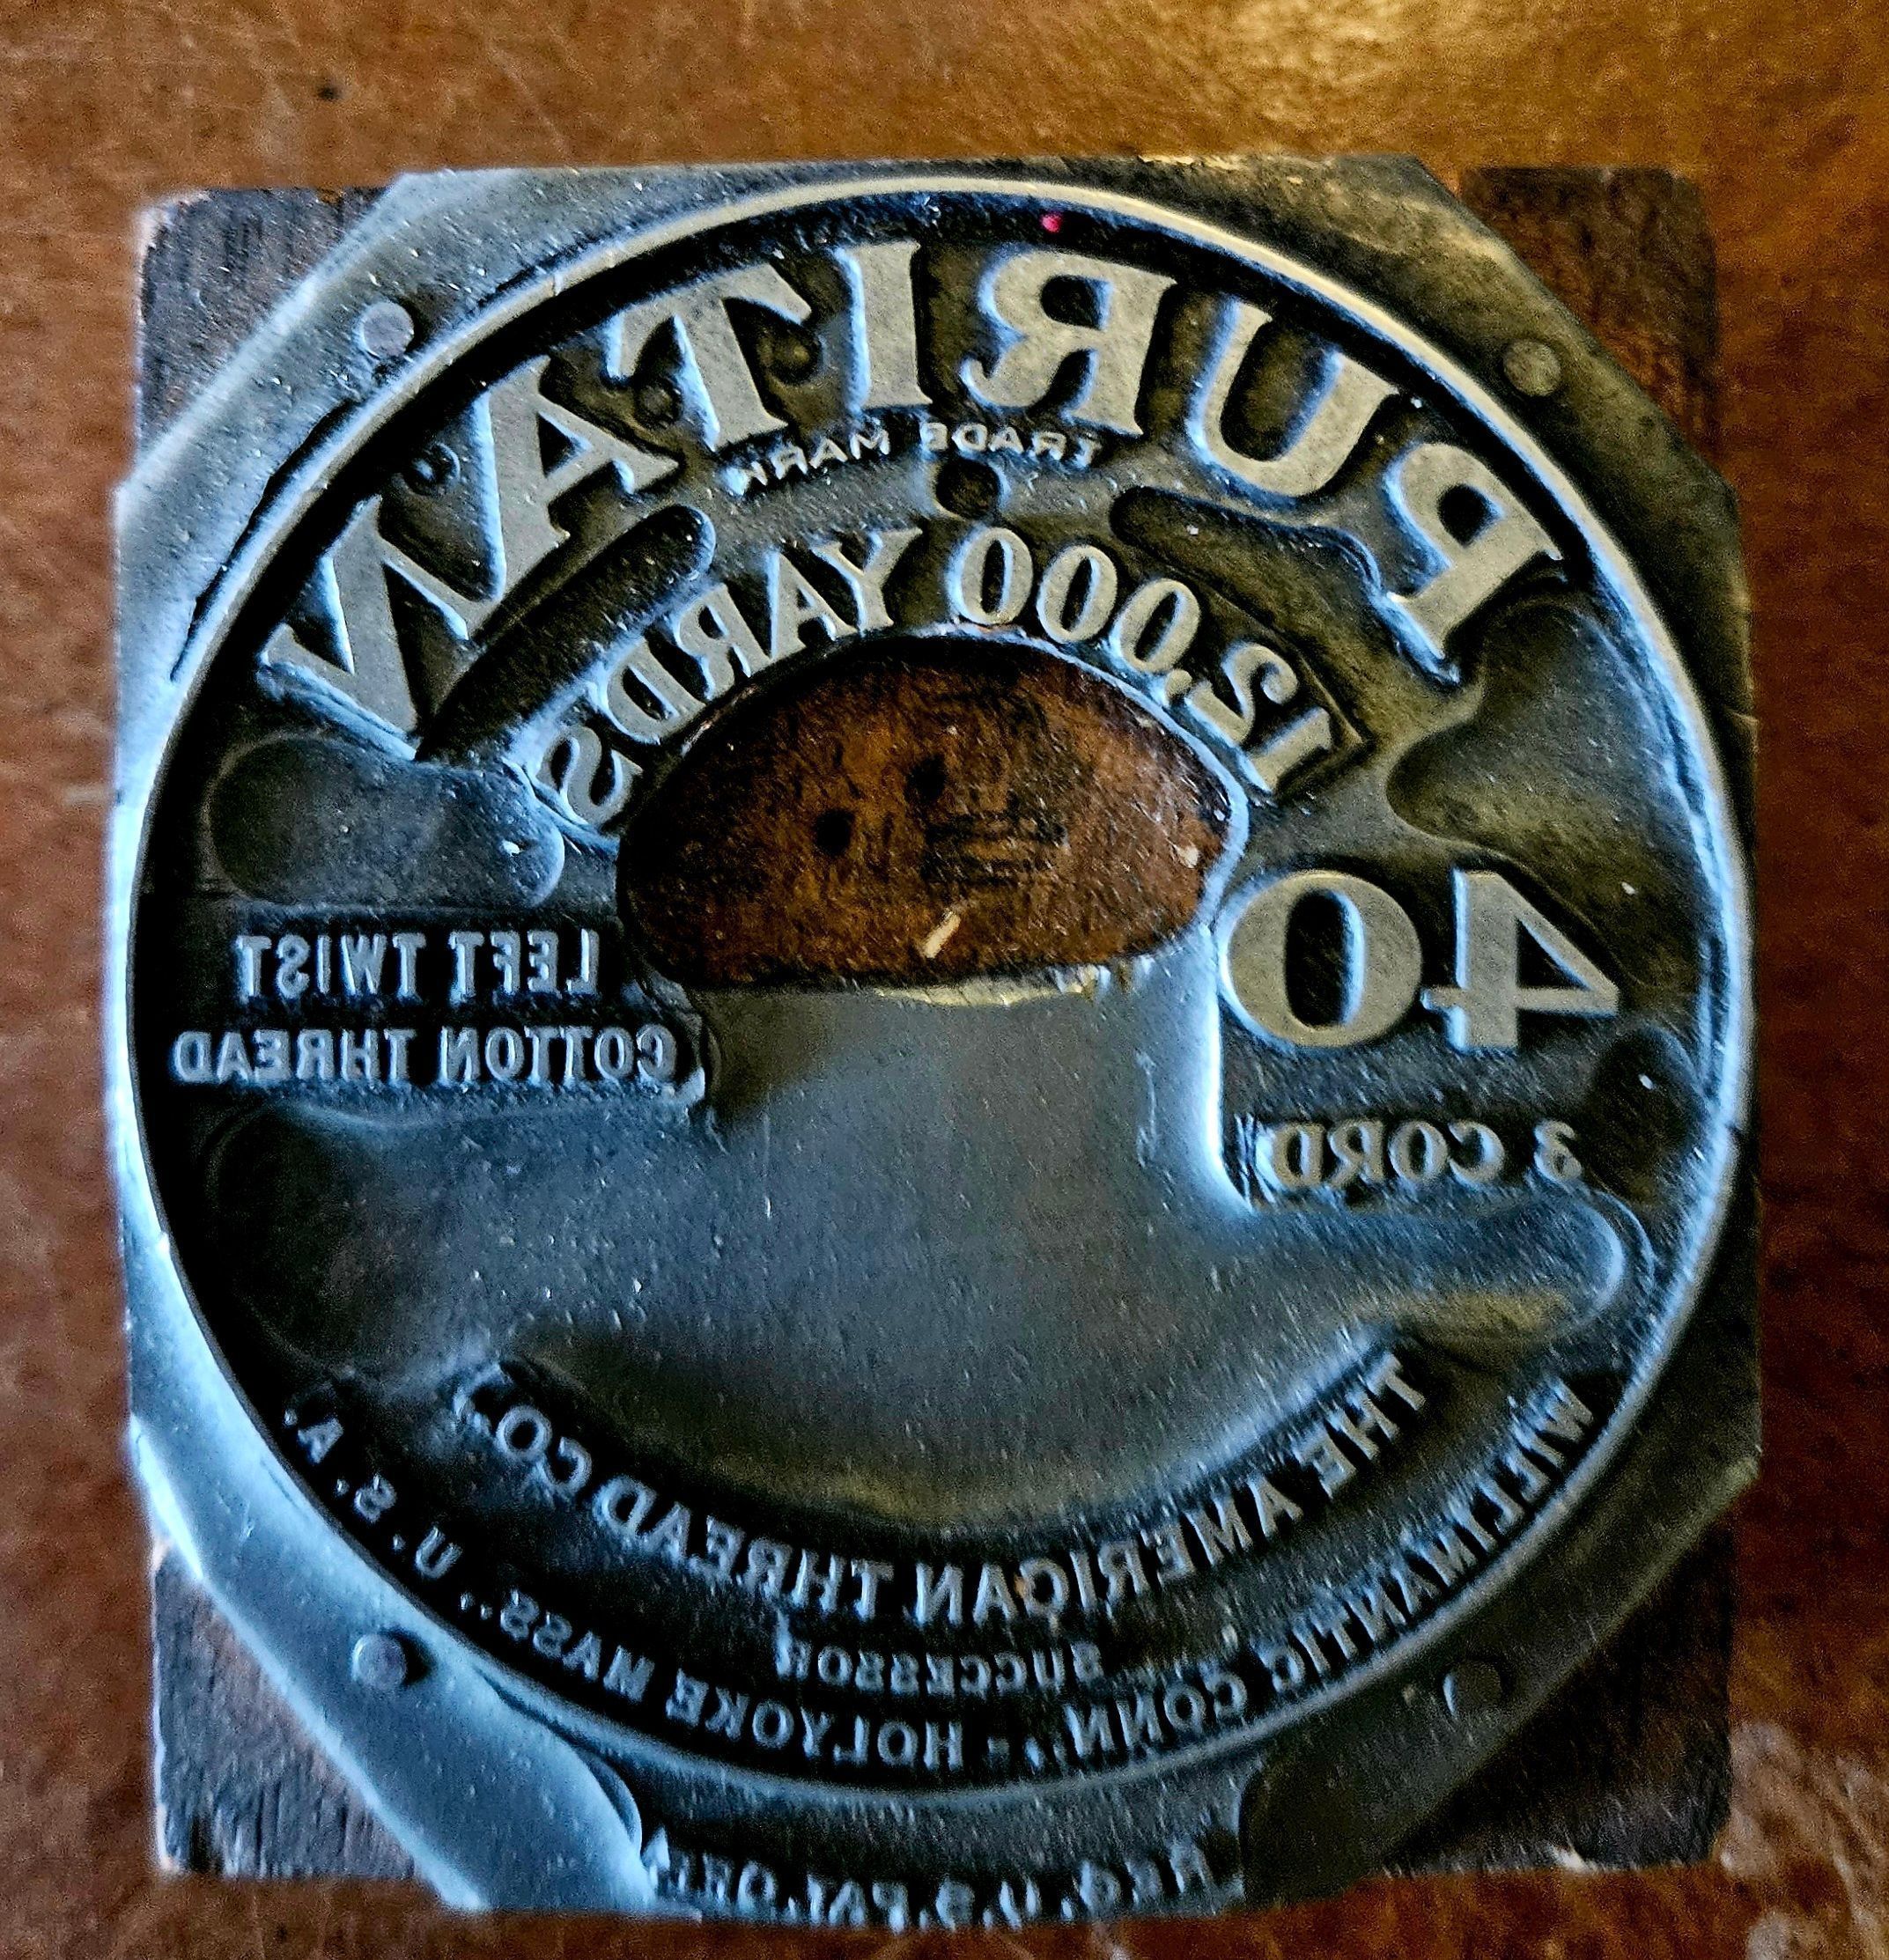 PURITAN
TRADE MARK
12,000 YARDS
40
3 CORD
LEFT TWIST
COTTON THREAD
THE AMERICAN THREAD CO.,
SUCCESSOR
WILLIMANTIC CONN., - HOLYOKE MASS., U. S. A.
REG. U.S. PAT. OFF.